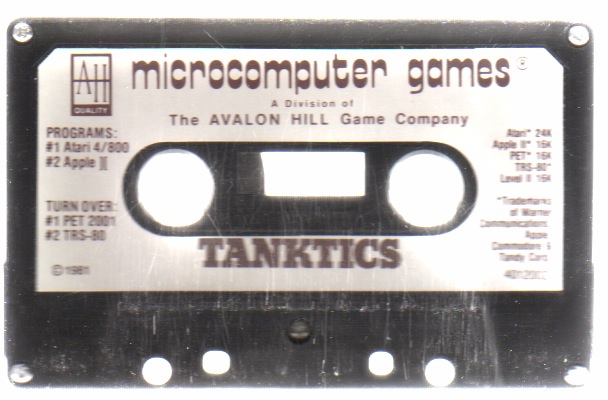 AH
QUALITY
microcomputer games®
A Division of
The AVALON HILL Game Company
PROGRAMS:
#1 Atari 4/800
#2 Apple ][
TURN OVER:
#1 PET 2001
#2 TRS-80
©1981
TANKTICS
Atari* 24K
Apple II* 16K
PET* 16K
TRS-80*
Level II 16K
*Trademarks
of Warner
Communications
Apple
Commodore &
Tandy Corp.